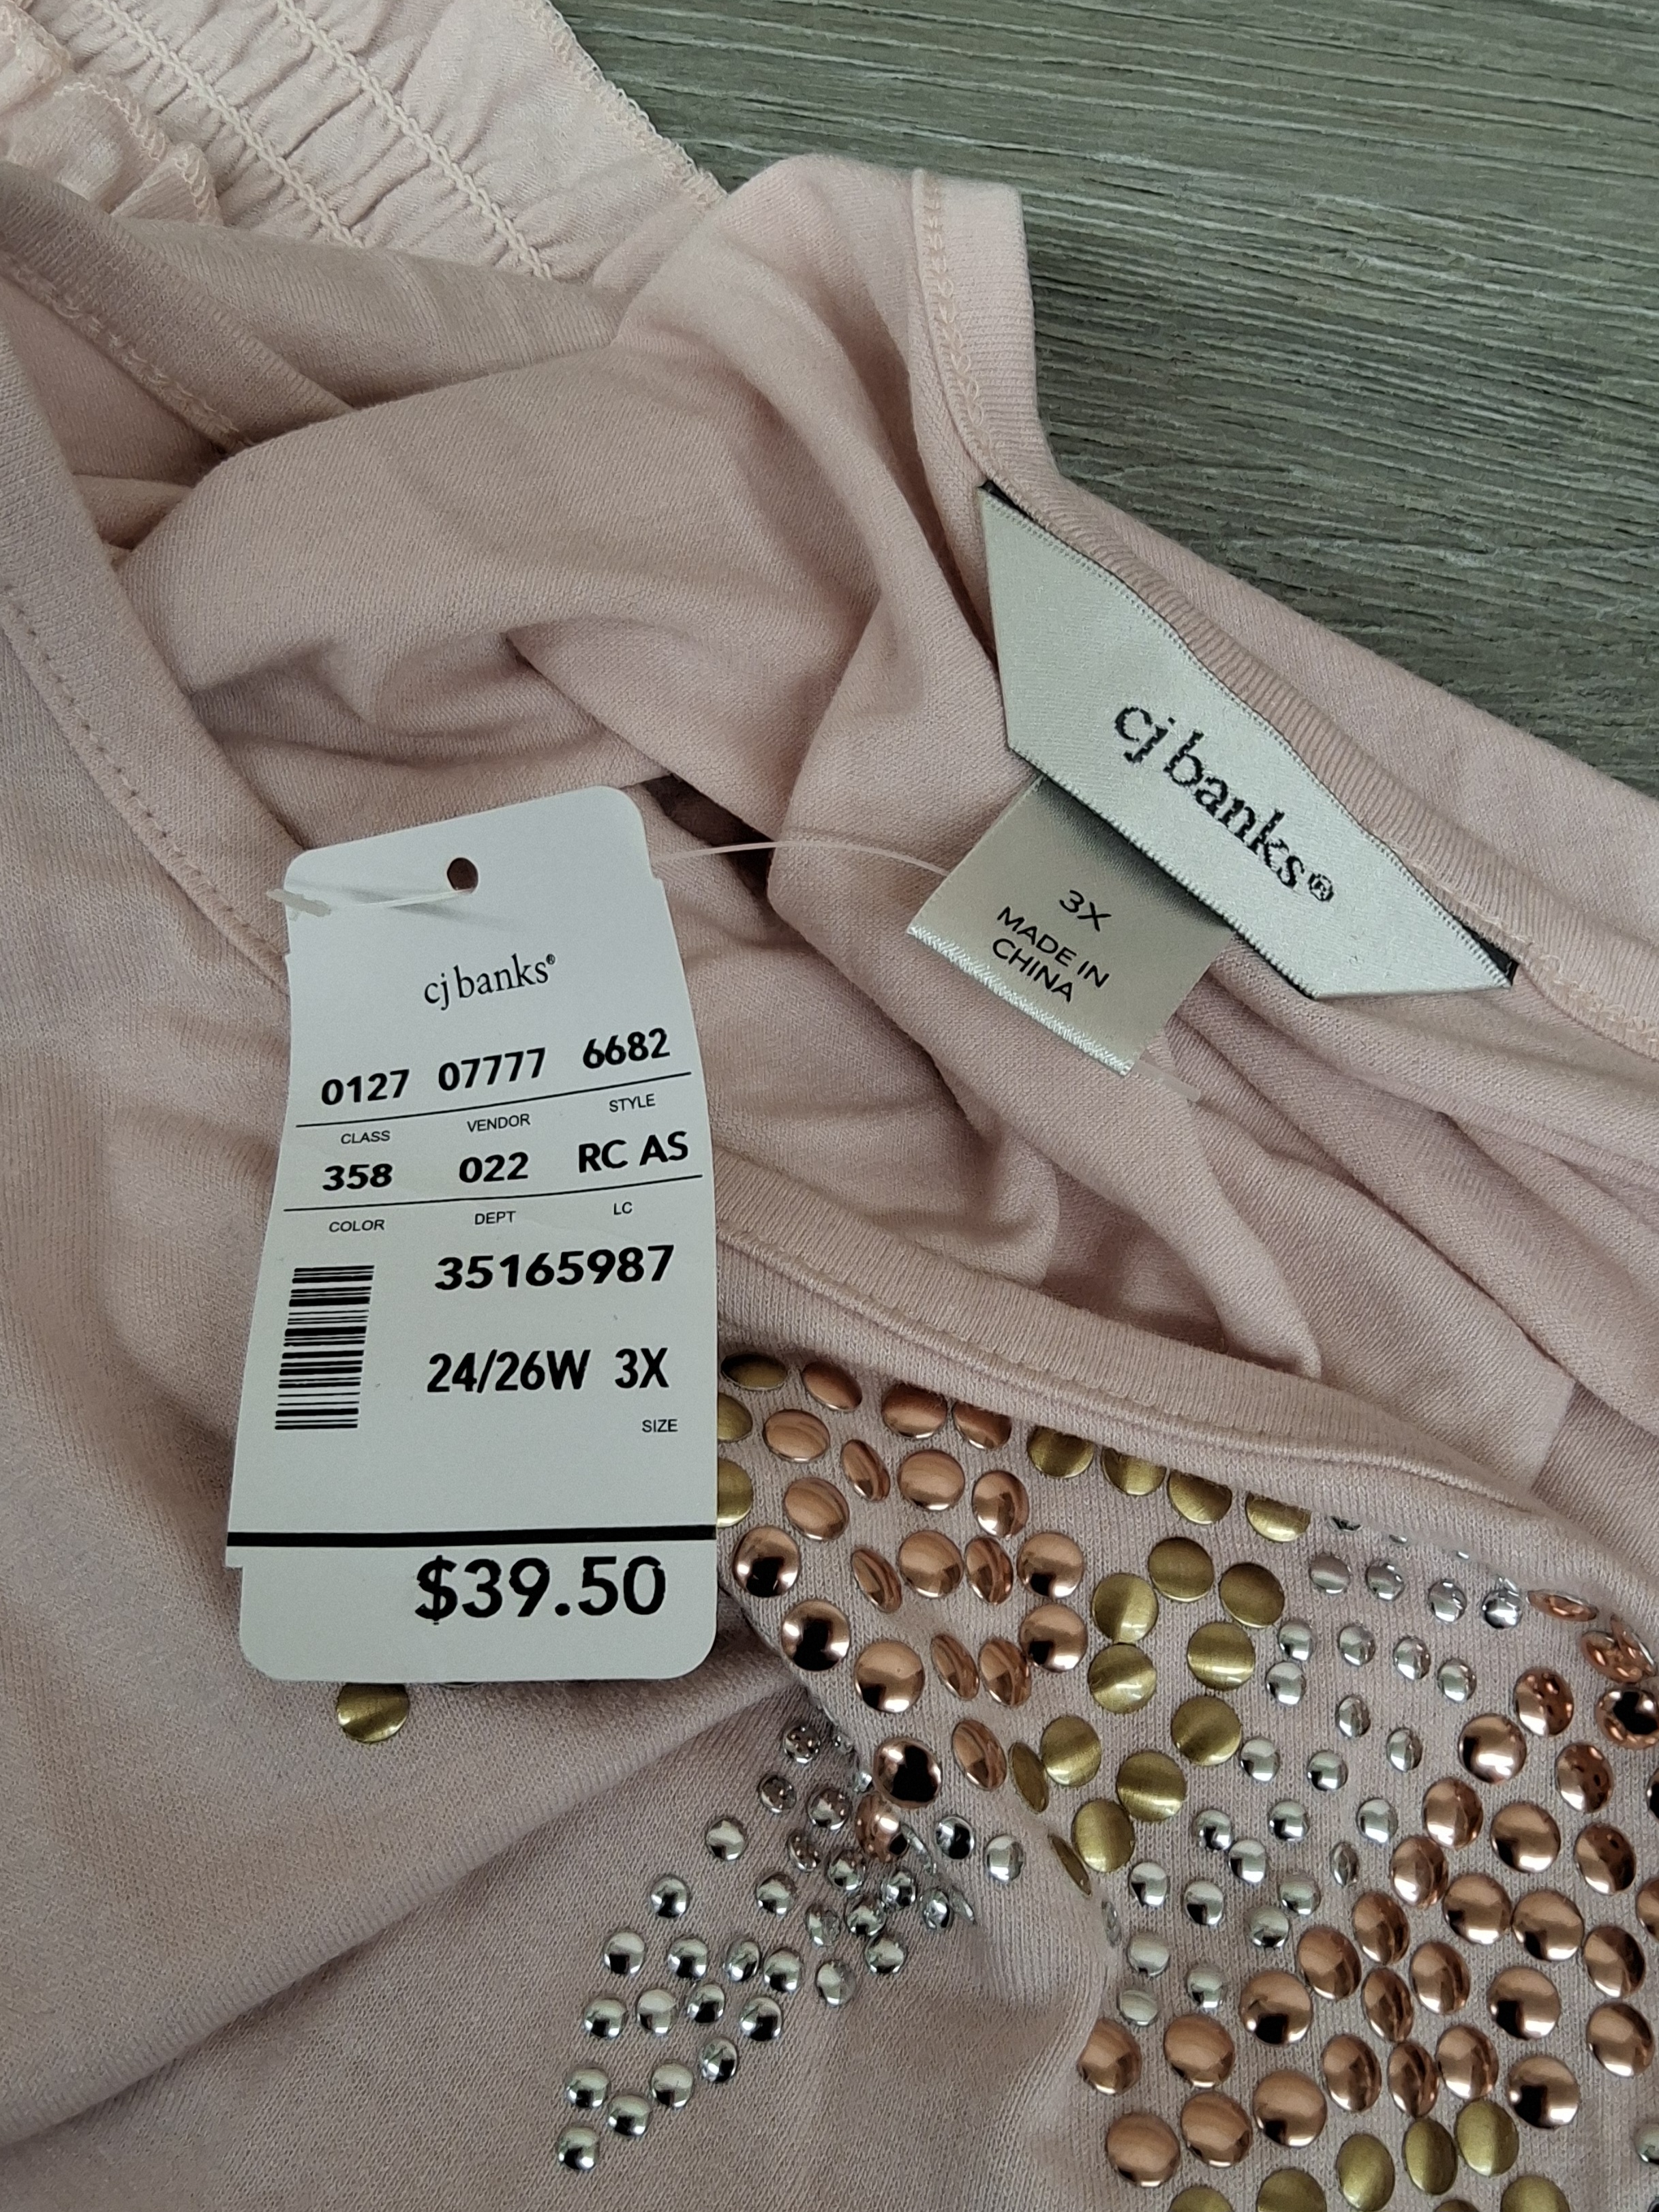 cj banks®
3X
MADE IN
CHINA
cj banks®
0127 07777 6682
CLASS VENDOR STYLE
358 022 RC AS
COLOR DEPT LC
35165987
24/26W 3X
SIZE
$39.50